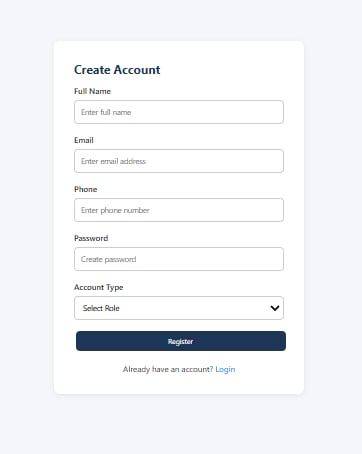 Create Account
Full Name
Enter full name
Email
Enter email address
Phone
Enter phone number
Password
Create password
Account Type
Select Role
Register
Already have an account? Login